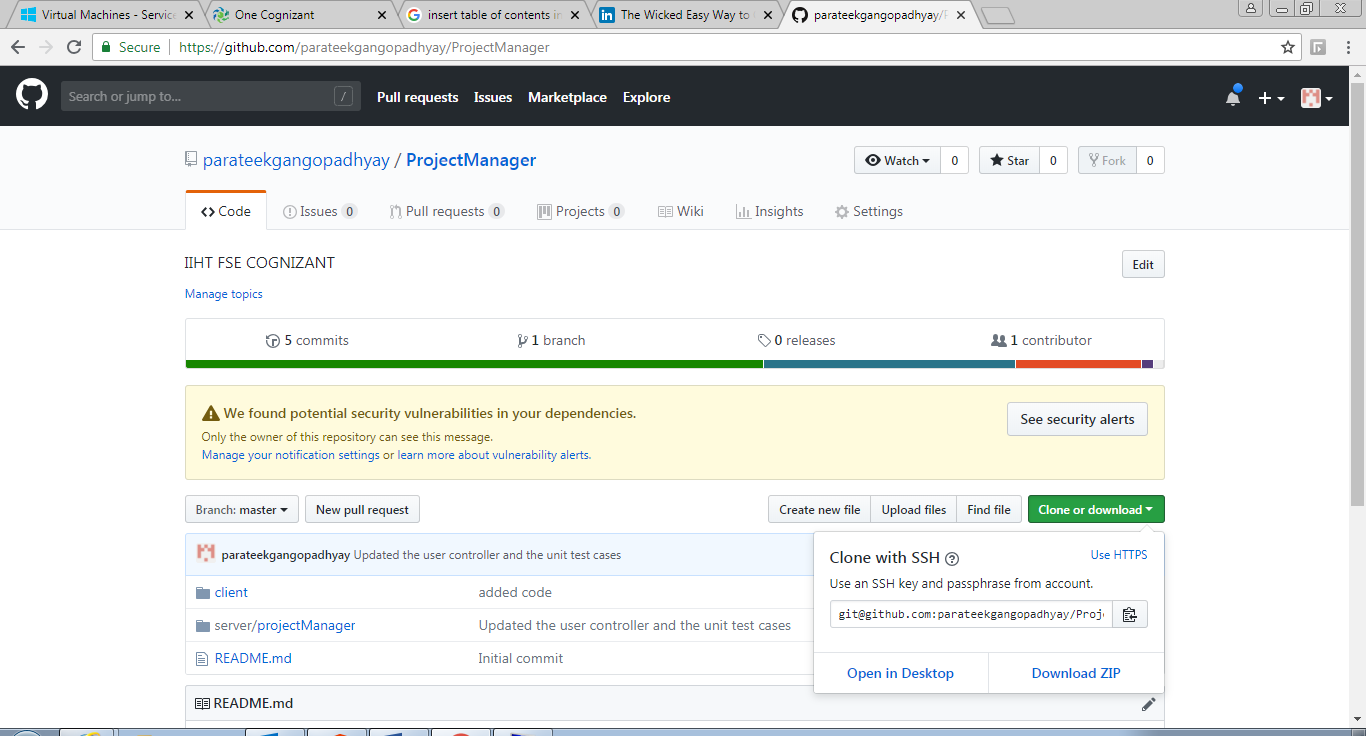 Virtual Machines - Service
One Cognizant
insert table of contents in
The Wicked Easy Way to
parateekgangopadhyay/P
Secure https://github.com/parateekgangopadhyay/ProjectManager
Search or jump to... /
Pull requests Issues Marketplace Explore
parateekgangopadhyay / ProjectManager
Watch 0 Star 0 Fork 0
Code Issues 0 Pull requests 0 Projects 0 Wiki Insights Settings
IIHT FSE COGNIZANT
Edit
Manage topics
5 commits 1 branch 0 releases 1 contributor
We found potential security vulnerabilities in your dependencies.
Only the owner of this repository can see this message.
Manage your notification settings or learn more about vulnerability alerts.
See security alerts
Branch: master New pull request Create new file Upload files Find file Clone or download
parateekgangopadhyay Updated the user controller and the unit test cases
client added code
server/projectManager Updated the user controller and the unit test cases
README.md Initial commit
README.md
Clone with SSH ? Use HTTPS
Use an SSH key and passphrase from account.
git@github.com:parateekgangopadhyay/Proj
Open in Desktop Download ZIP